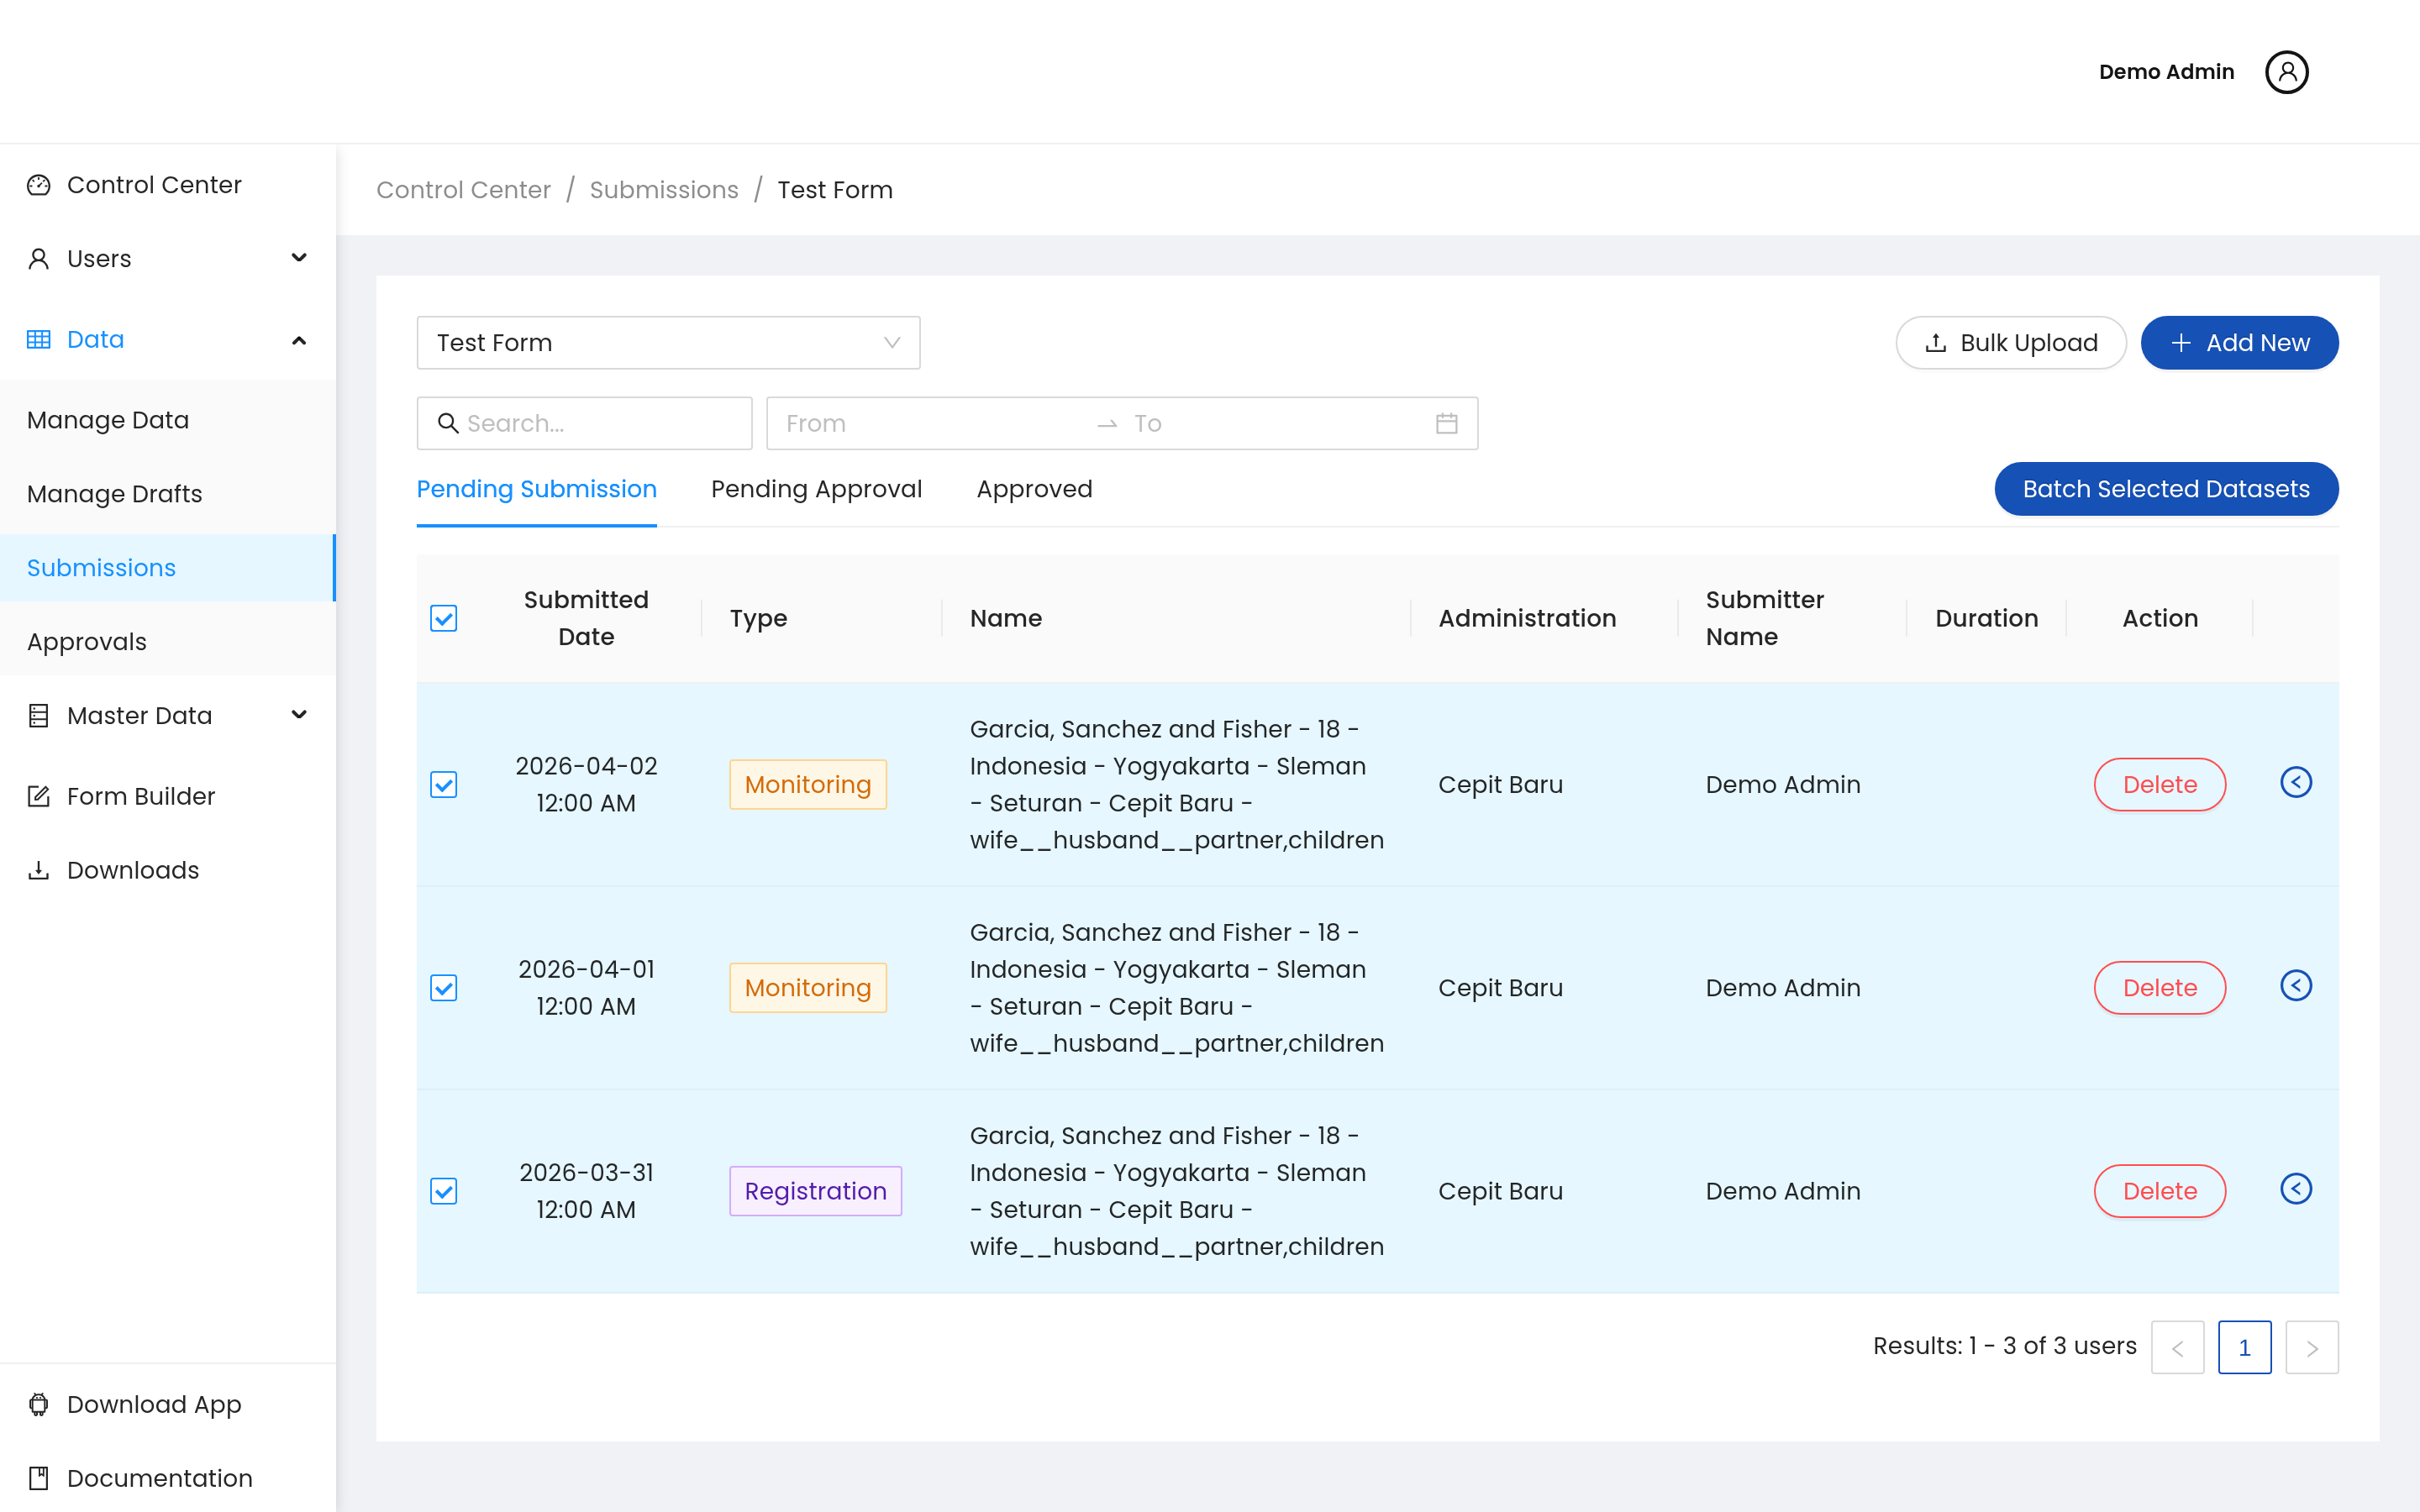 Demo Admin
Control Center
Users
Data
Manage Data
Manage Drafts
Submissions
Approvals
Master Data
Form Builder
Downloads
Download App
Documentation
Control Center / Submissions / Test Form
Test Form
Bulk Upload
Add New
Search...
From
To
Pending Submission
Pending Approval
Approved
Batch Selected Datasets
Submitted
Date
Type
Name
Administration
Submitter
Name
Duration
Action
2026-04-02
12:00 AM
Monitoring
Garcia, Sanchez and Fisher - 18 -
Indonesia - Yogyakarta - Sleman
- Seturan - Cepit Baru -
wife__husband__partner,children
Cepit Baru
Demo Admin
Delete
2026-04-01
12:00 AM
Monitoring
Garcia, Sanchez and Fisher - 18 -
Indonesia - Yogyakarta - Sleman
- Seturan - Cepit Baru -
wife__husband__partner,children
Cepit Baru
Demo Admin
Delete
2026-03-31
12:00 AM
Registration
Garcia, Sanchez and Fisher - 18 -
Indonesia - Yogyakarta - Sleman
- Seturan - Cepit Baru -
wife__husband__partner,children
Cepit Baru
Demo Admin
Delete
Results: 1 - 3 of 3 users
1